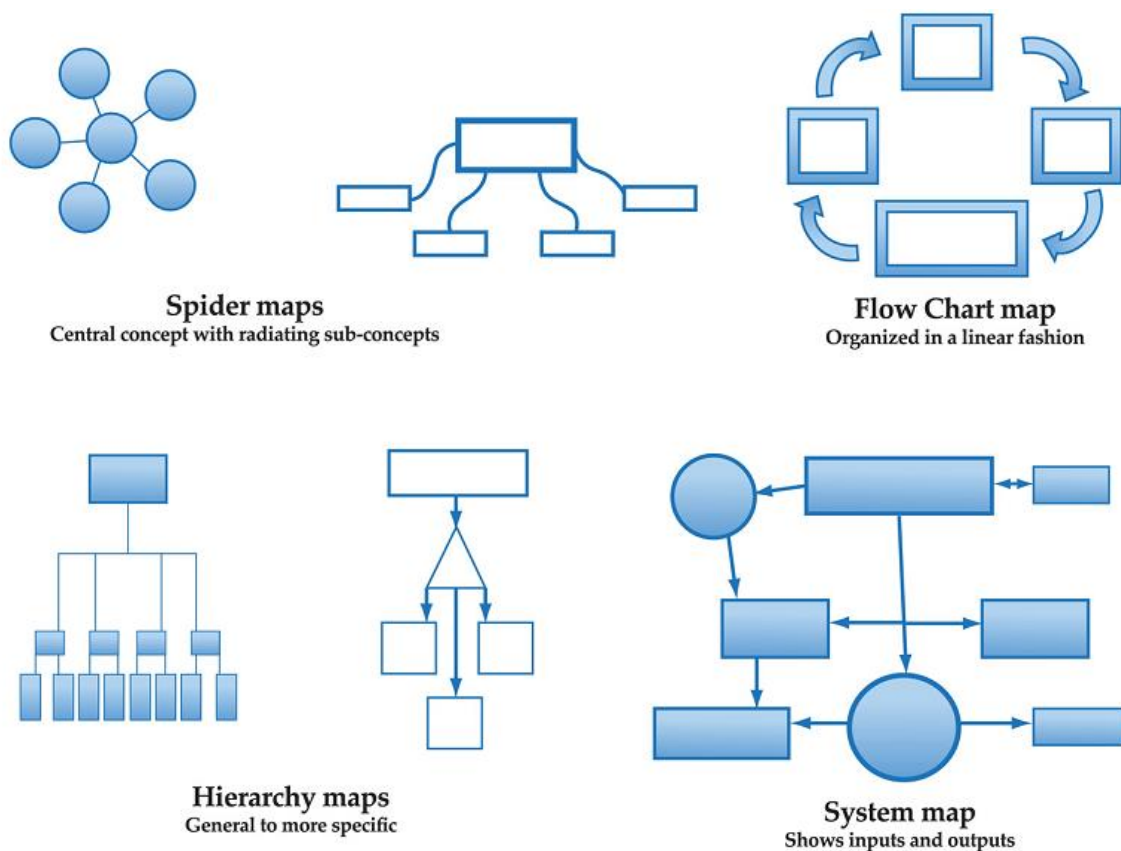 Spider maps
Central concept with radiating sub-concepts
Flow Chart map
Organized in a linear fashion
Hierarchy maps
General to more specific
System map
Shows inputs and outputs